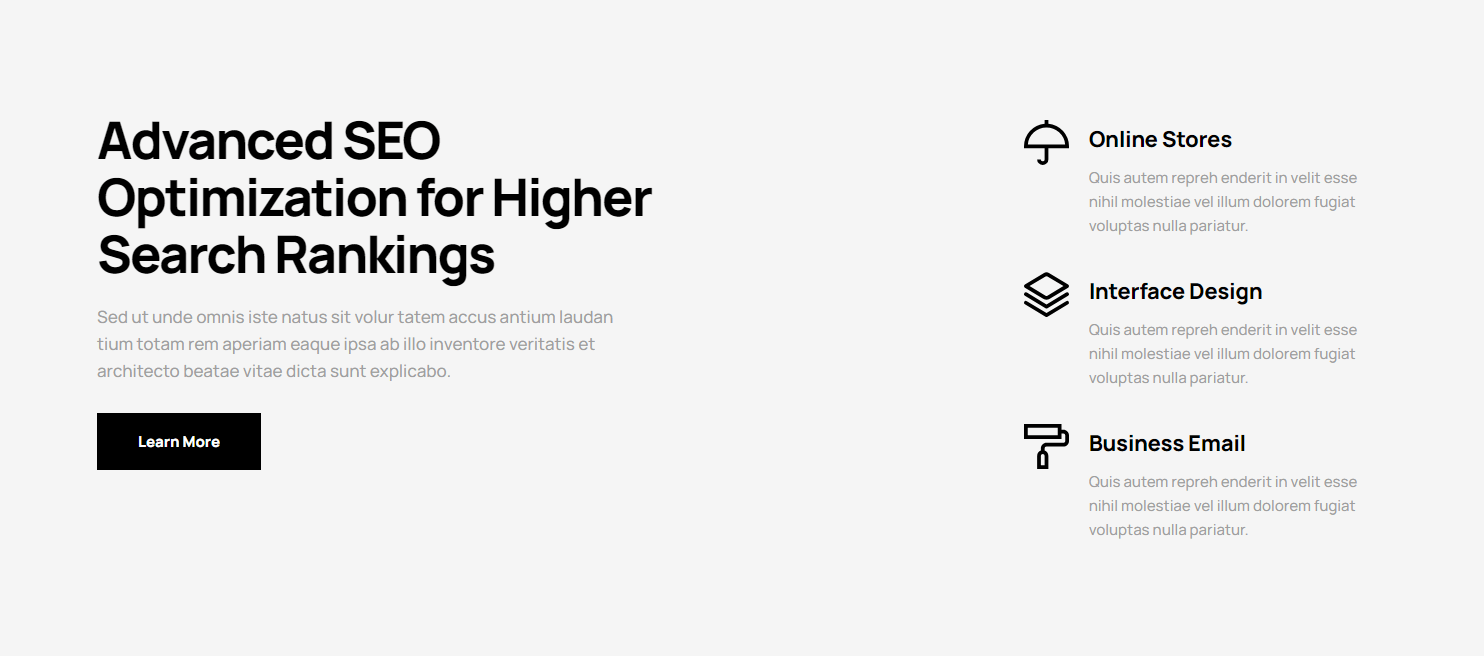 Advanced SEO
Optimization for Higher
Search Rankings
Sed ut unde omnis iste natus sit volur tatem accus antium laudan
tium totam rem aperiam eaque ipsa ab illo inventore veritatis et
architecto beatae vitae dicta sunt explicabo.
Learn More
Online Stores
Quis autem repreh enderit in velit esse
nihil molestiae vel illum dolorem fugiat
voluptas nulla pariatur.
Interface Design
Quis autem repreh enderit in velit esse
nihil molestiae vel illum dolorem fugiat
voluptas nulla pariatur.
Business Email
Quis autem repreh enderit in velit esse
nihil molestiae vel illum dolorem fugiat
voluptas nulla pariatur.